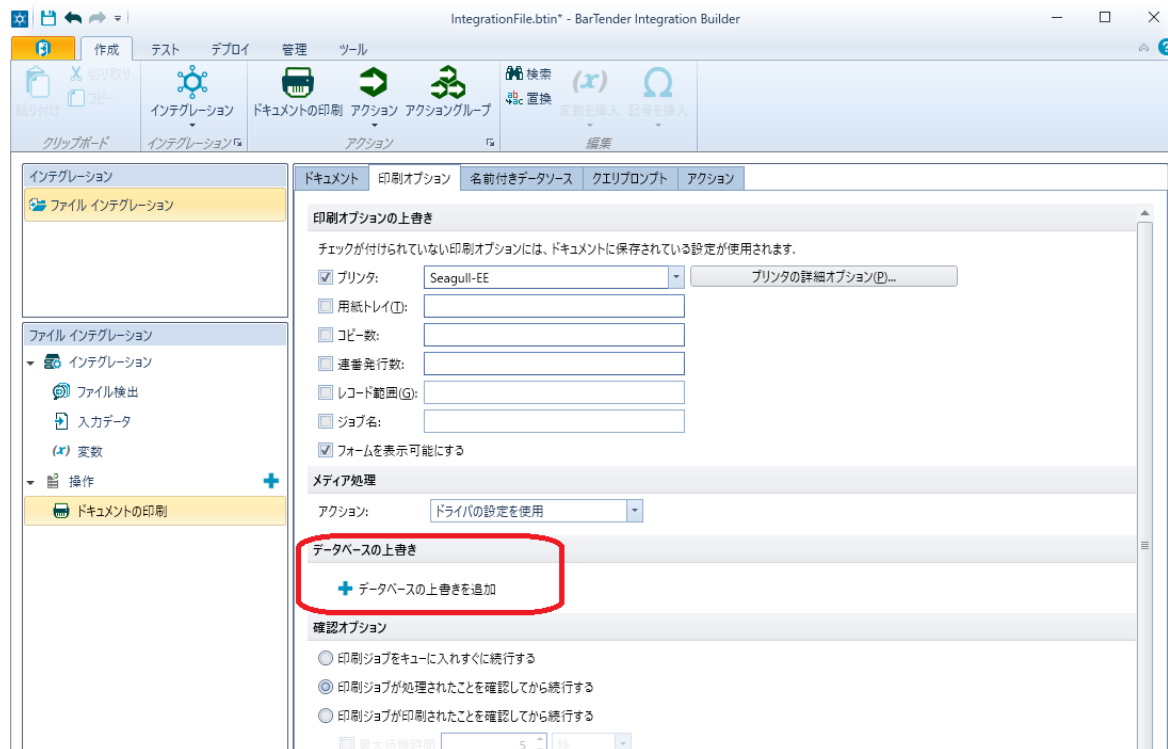 IntegrationFile.btin* - BarTender Integration Builder
作成 テスト デプロイ 管理 ツール
貼り付け
切り取り
コピー
クリップボード
インテグレーション
インテグレーション
ドキュメントの印刷 アクション アクショングループ
アクション
検索
置換
変数を挿入 記号を挿入
編集
インテグレーション
ファイル インテグレーション
ファイル インテグレーション
インテグレーション
ファイル検出
入力データ
(x) 変数
操作
ドキュメントの印刷
ドキュメント 印刷オプション 名前付きデータソース クエリプロンプト アクション
印刷オプションの上書き
チェックが付けられていない印刷オプションには、ドキュメントに保存されている設定が使用されます.
プリンタ: Seagull-EE プリンタの詳細オプション(P)...
用紙トレイ(T):
コピー数:
連番発行数:
レコード範囲(G):
ジョブ名:
フォームを表示可能にする
メディア処理
アクション: ドライバの設定を使用
データベースの上書き
データベースの上書きを追加
確認オプション
印刷ジョブをキューに入れすぐに続行する
印刷ジョブが処理されたことを確認してから続行する
印刷ジョブが印刷されたことを確認してから続行する
最大待機時間 5 秒